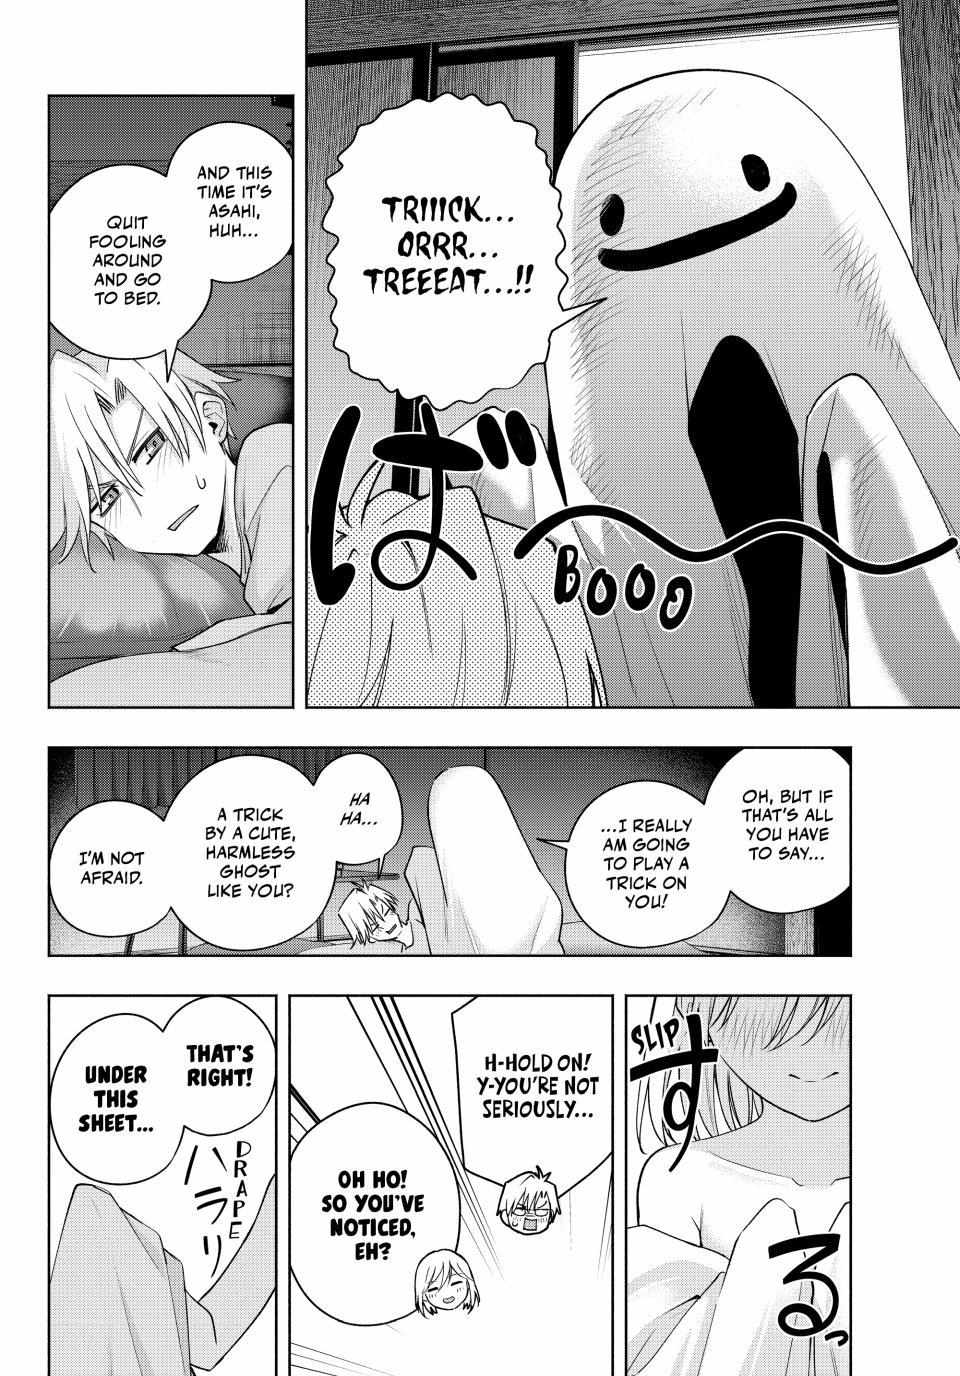 TRIIICK...
ORRR...
TREEEAT...!!
ば〜
BOOO
AND THIS
TIME IT'S
ASAHI,
HUH...
QUIT
FOOLING
AROUND
AND GO
TO BED.
OH, BUT IF
THAT'S ALL
YOU HAVE
TO SAY...
...I REALLY
AM GOING
TO PLAY A
TRICK ON
YOU!
HA
HA...
A TRICK
BY A CUTE,
HARMLESS
GHOST
LIKE YOU?
I'M NOT
AFRAID.
SLIP
する
っ
H-HOLD ON!
Y-YOU'RE NOT
SERIOUSLY...
OH HO!
SO YOU'VE
NOTICED,
EH?
THAT'S
RIGHT!
UNDER
THIS
SHEET...
DRAPE
ハラリ